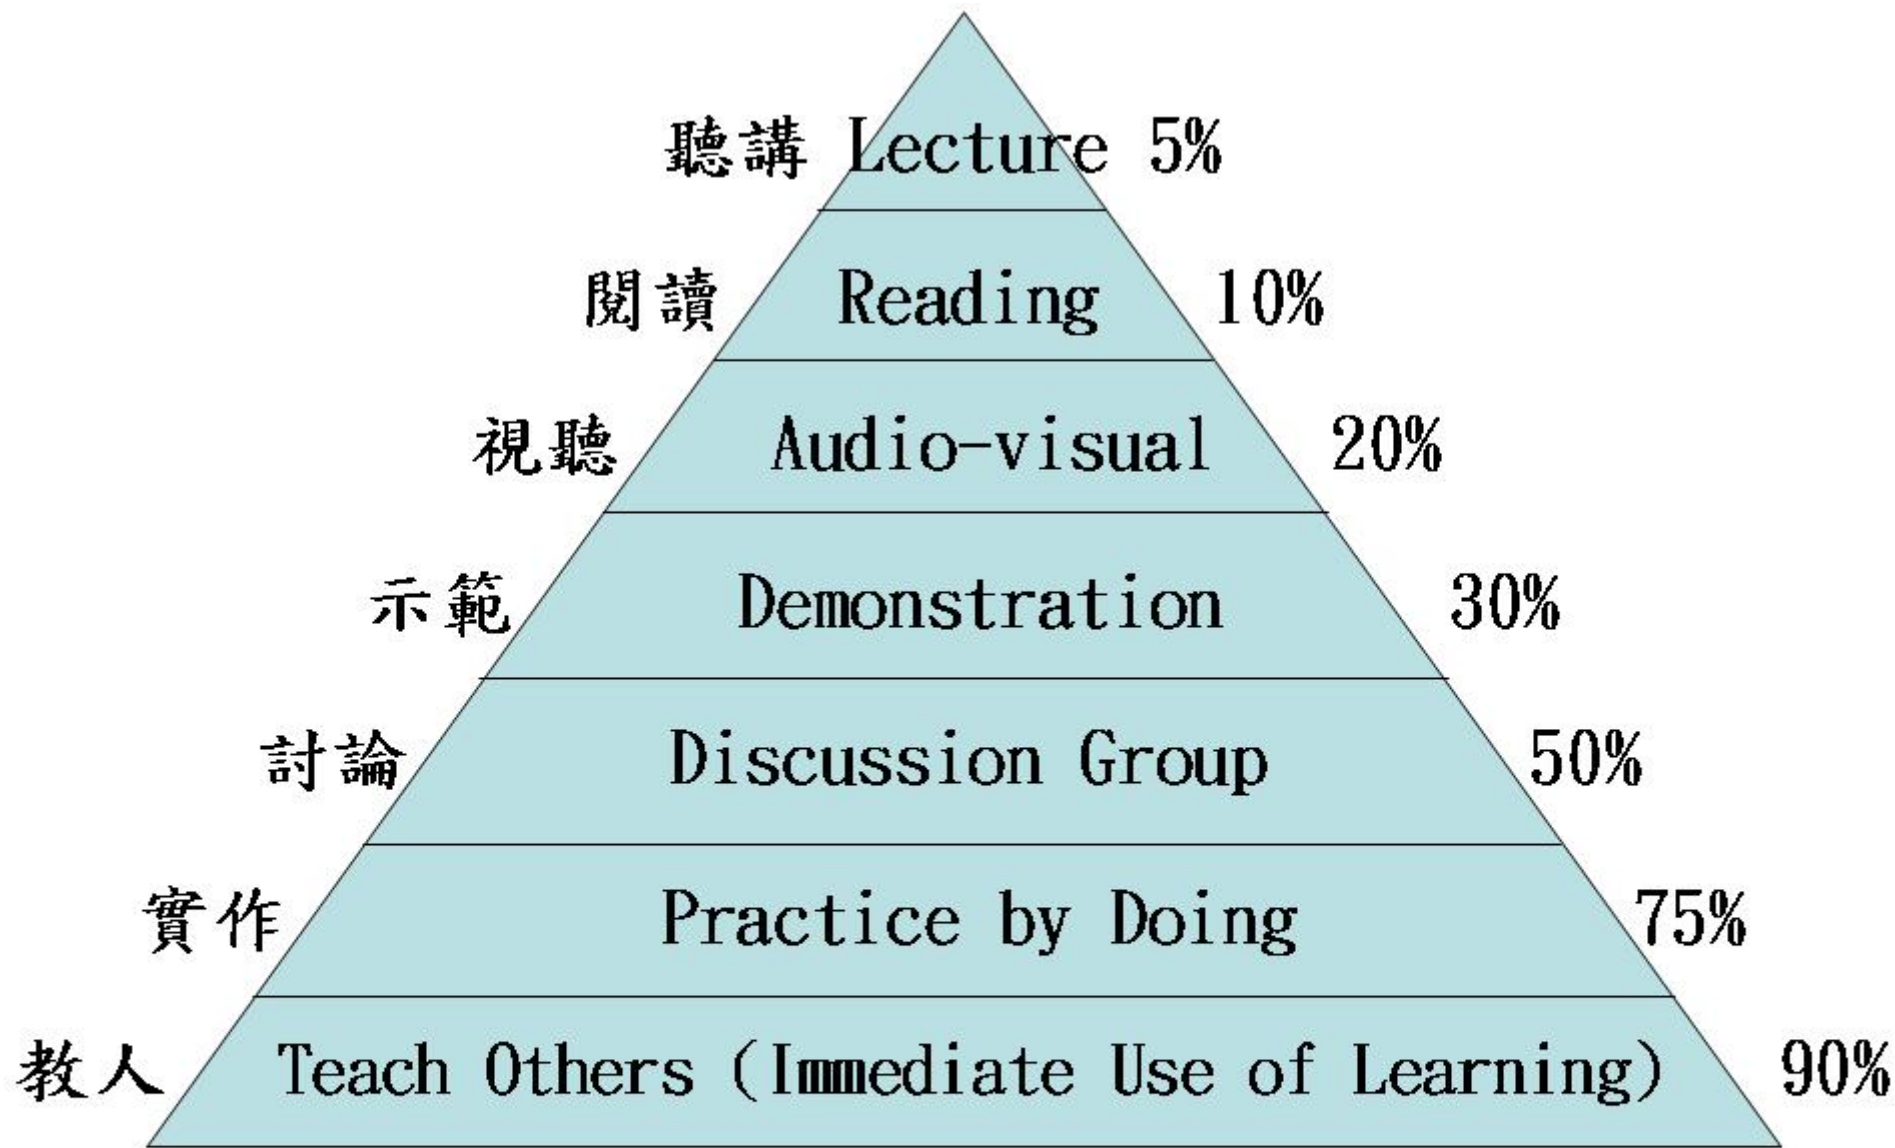 聽講 Lecture 5%
閱讀 Reading 10%
視聽 Audio-visual 20%
示範 Demonstration 30%
討論 Discussion Group 50%
實作 Practice by Doing 75%
教人 Teach Others (Immediate Use of Learning) 90%